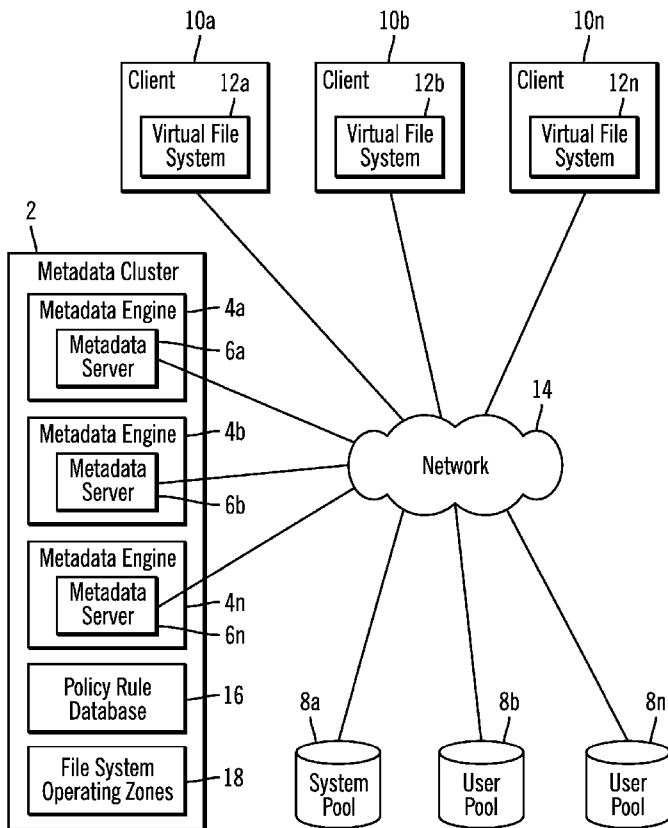 10a
10b
10n
Client
12a
Client
12b
Client
12n
Virtual File
System
Virtual File
System
Virtual File
System
2
Metadata Cluster
Metadata Engine
4a
Metadata
Server
6a
Metadata Engine
4b
Metadata
Server
6b
Metadata Engine
Metadata
Server
4n
6n
Policy Rule
Database
16
File System
Operating Zones
18
14
Network
8a
8b
8n
System
Pool
User
Pool
User
Pool